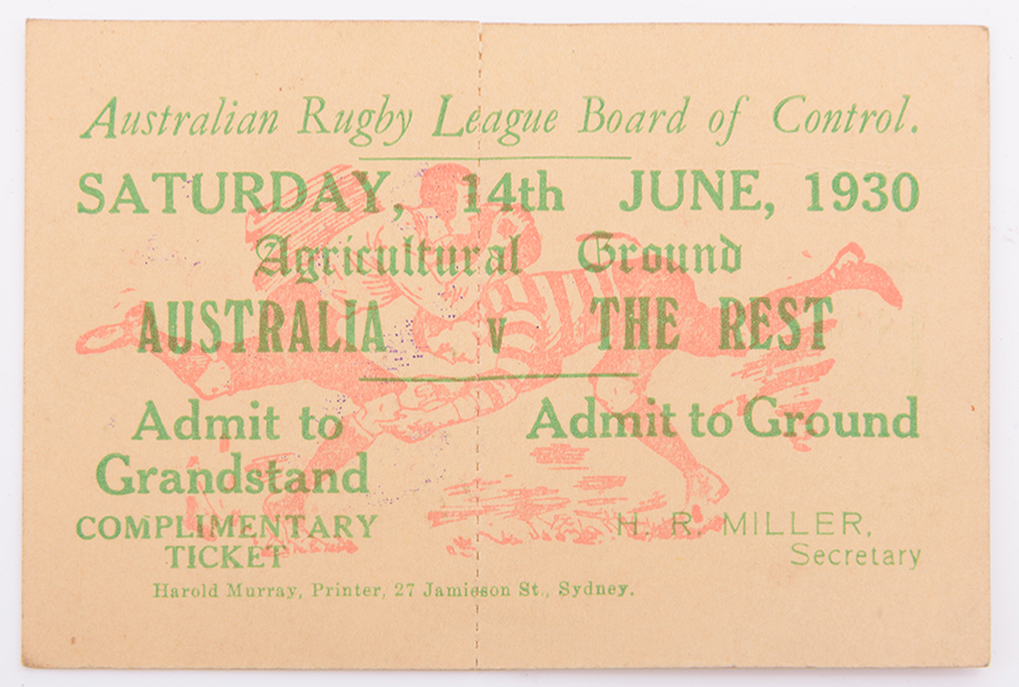 Australian Rugby League Board of Control.
SATURDAY, 14th JUNE, 1930
Agricultural Ground
AUSTRALIA v THE REST
Admit to Grandstand
COMPLIMENTARY TICKET
Admit to Ground
H. R. MILLER,
Secretary
Harold Murray, Printer, 27 Jamieson St., Sydney.